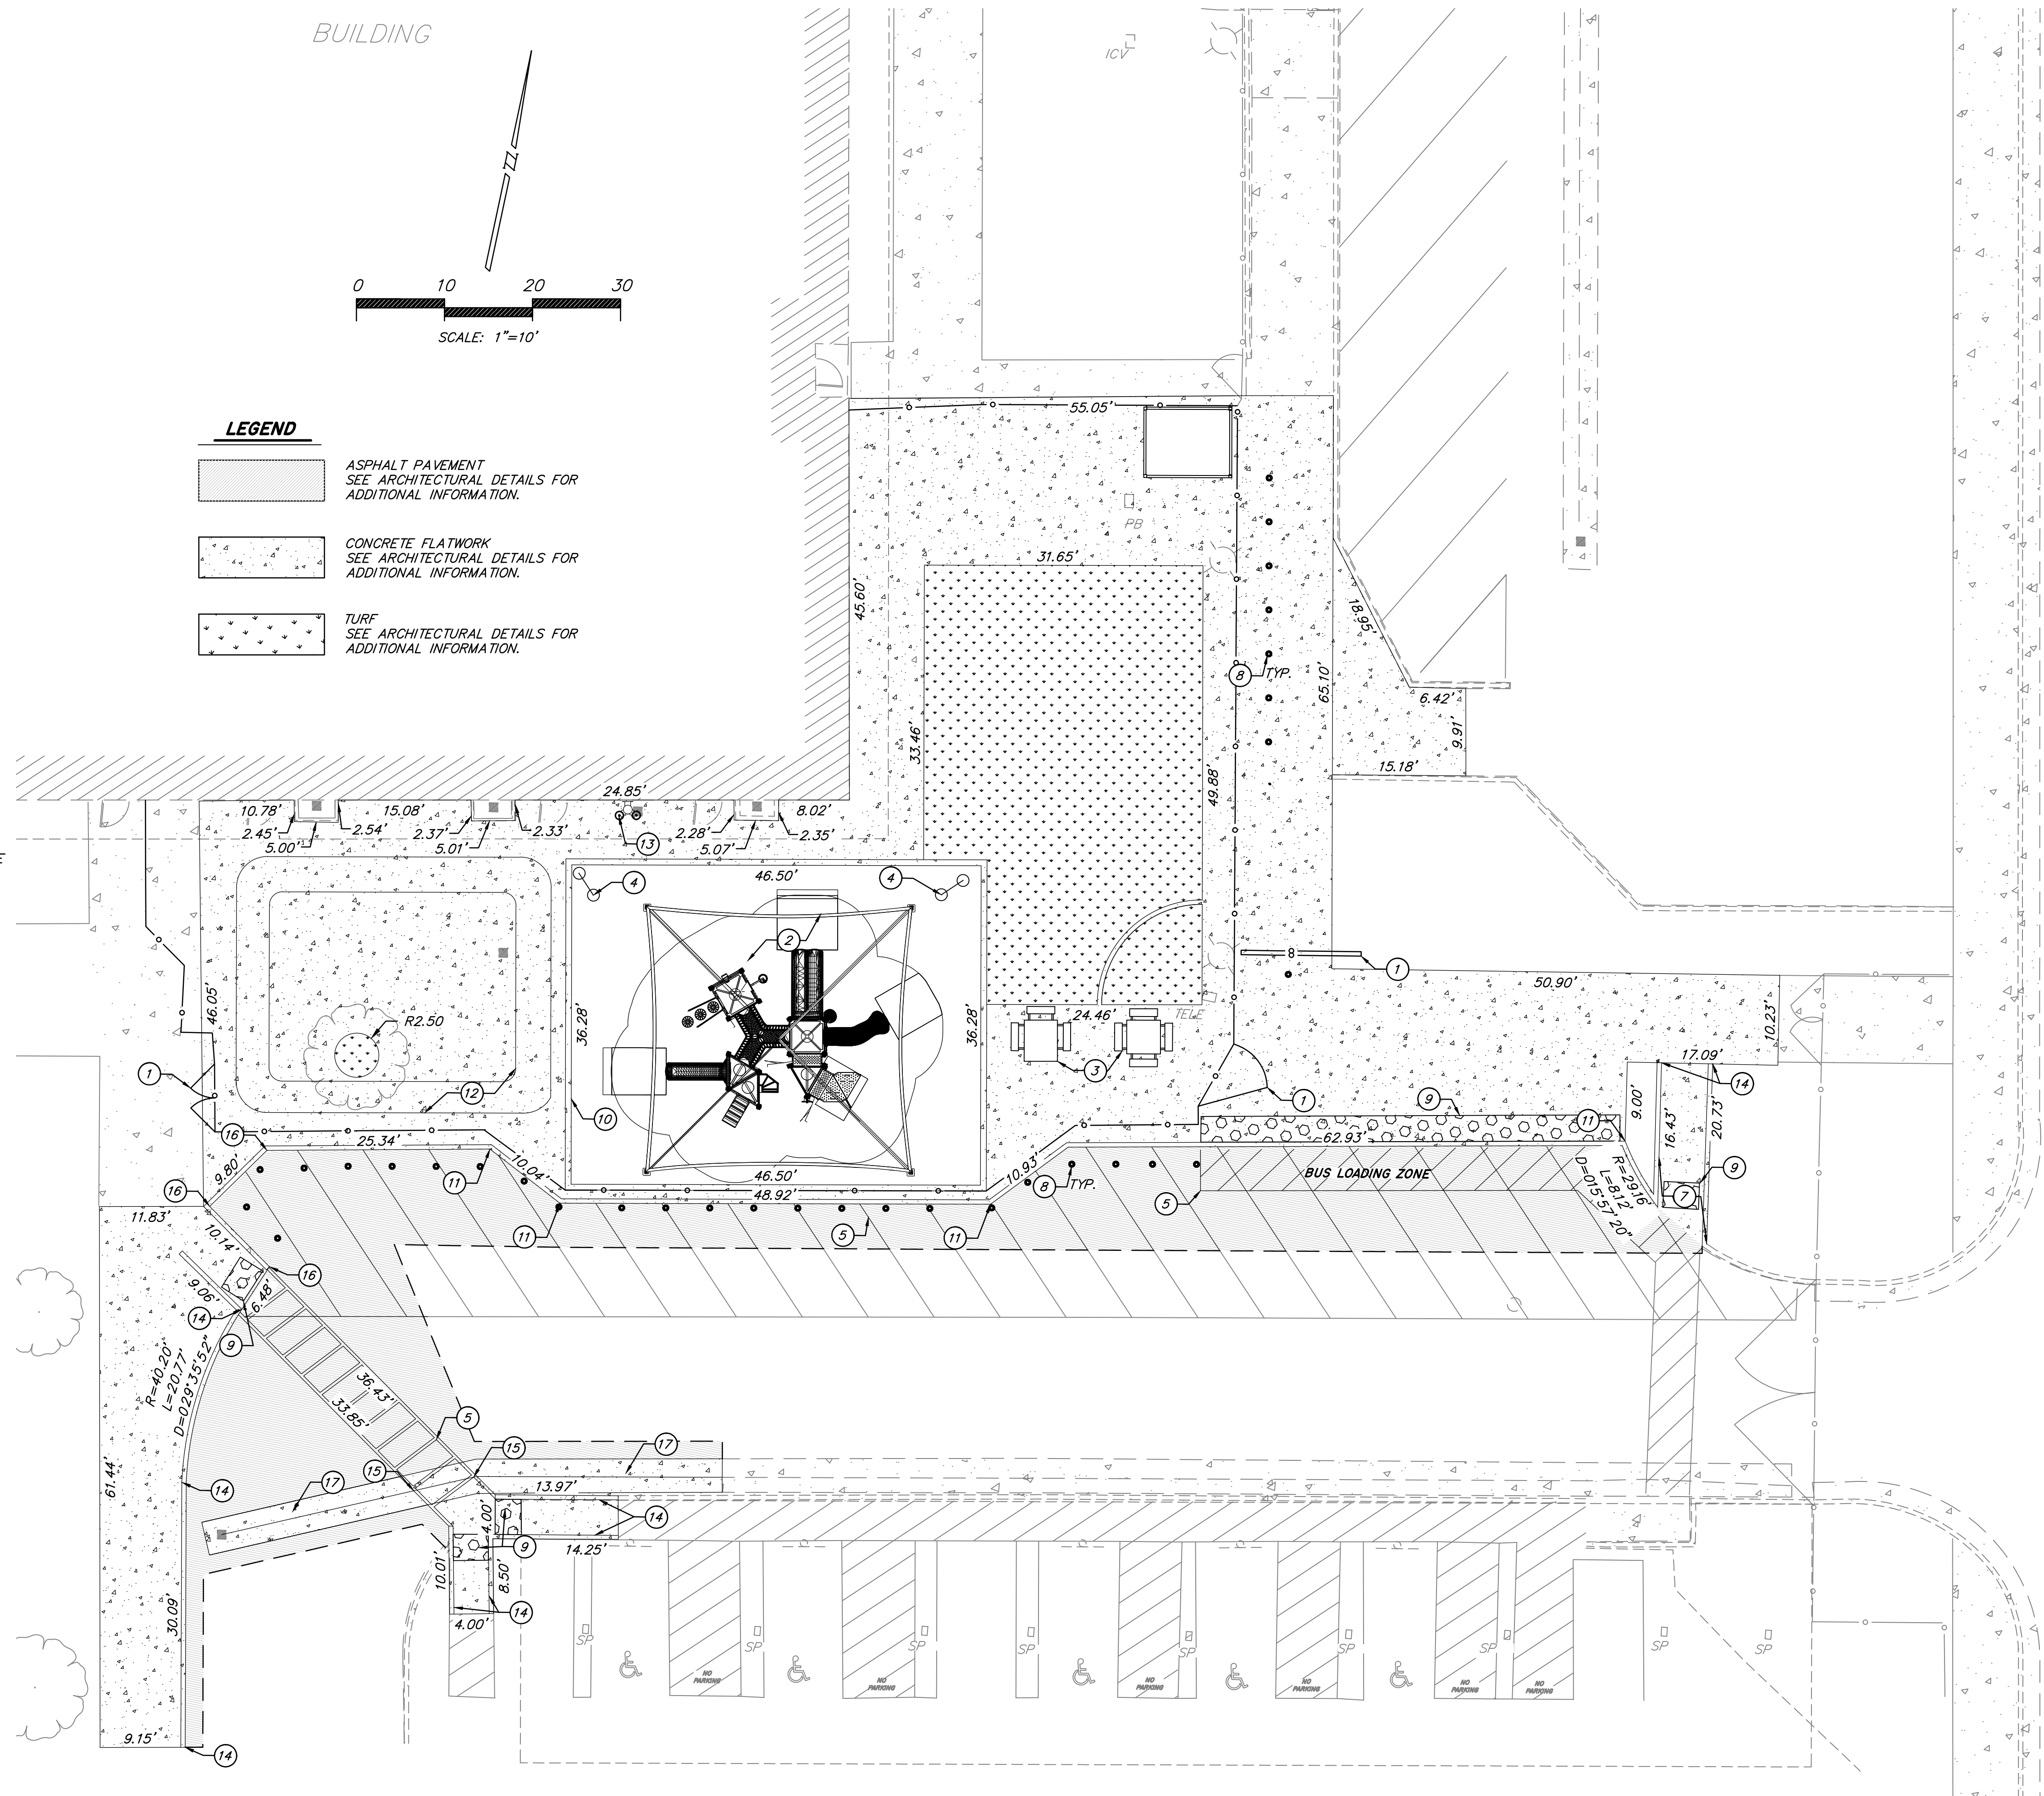 BUILDING
ICV
0 10 20 30
SCALE: 1"=10'
LEGEND
ASPHALT PAVEMENT
SEE ARCHITECTURAL DETAILS FOR
ADDITIONAL INFORMATION.
CONCRETE FLATWORK
SEE ARCHITECTURAL DETAILS FOR
ADDITIONAL INFORMATION.
TURF
SEE ARCHITECTURAL DETAILS FOR
ADDITIONAL INFORMATION.
55.05'
PB
31.65'
45.60'
18.95'
8 TYP.
65.10'
6.42'
33.46'
9.91'
49.88'
15.18'
24.85'
10.78'
15.08'
8.02'
2.45'
2.54'
2.37'
2.33'
2.28'
2.35'
5.00'
5.01'
13
5.07'
46.50'
4
4
2
1
50.90'
46.05'
R2.50
36.28'
36.28'
24.46'
TELE
10.23'
17.09'
1
3
14
12
10
1
9
9.00'
11
16
25.34'
62.93'
16.43'
20.73'
9.80'
11
10.04'
46.50'
10.93'
BUS LOADING ZONE
9
16
48.92'
8 TYP.
5
R=29.16'
L=8.12'
D=015°57'20"
7
11.83'
11
5
11
10.14'
16
9.06'
6.48'
14
9
R=40.20'
L=20.77'
D=029°35'52"
36.43'
33.85'
5
15
17
61.44'
15
17
14
13.97'
4.00'
14
9
14.25'
10.01'
8.50'
30.09'
14
4.00'
SP
SP
SP
SP
SP
SP
SP
SP
SP
NO
PARKING
NO
PARKING
NO
PARKING
NO
PARKING
NO
PARKING
NO
PARKING
9.15'
14